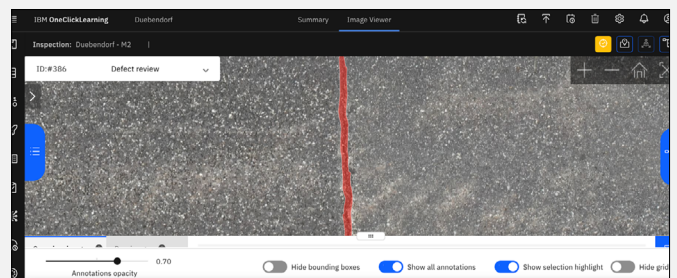 IBM OneClickLearning Duebendorf Summary Image Viewer
Inspection: Duebendorf - M2 |
ID:#386 Defect review
0.70
Annotations opacity
Hide bounding boxes Show all annotations Show selection highlight Hide grid